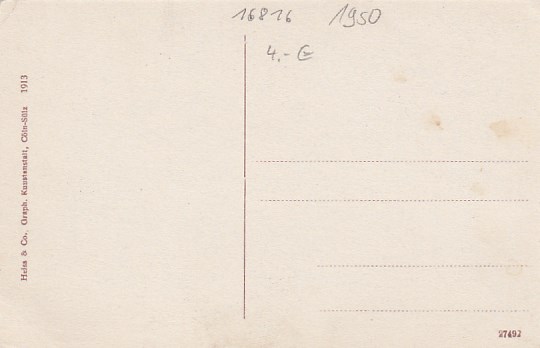 16816 1950
4.- €
Heiss & Co., Graph. Kunstanstalt, Cöln-Sülz 1913
27492